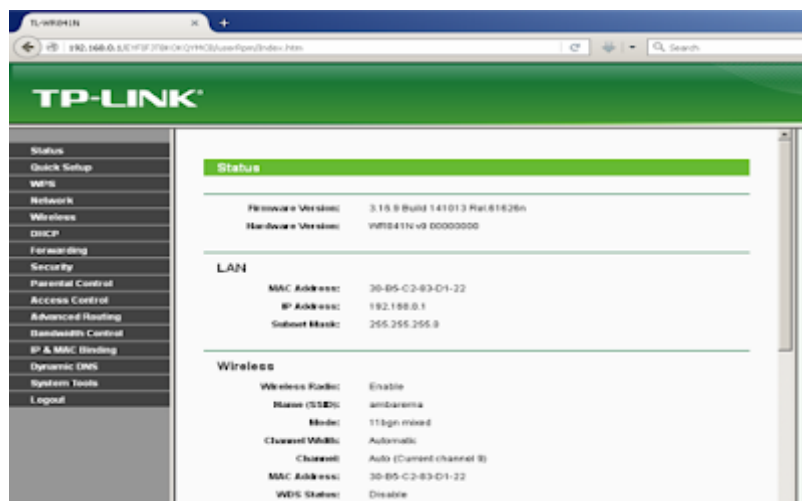 TL-WR841N
Search
TP-LINK
Status
Quick Setup
WPS
Network
Wireless
DHCP
Forwarding
Security
Parental Control
Access Control
Advanced Routing
Bandwidth Control
IP & MAC Binding
Dynamic DNS
System Tools
Logout
Status
Firmware Version: 3.16.9 Build 141013 Rel.61626n
Hardware Version: WR841N v9 00000000
LAN
MAC Address: 30-B5-C2-83-D1-22
IP Address: 192.168.0.1
Subnet Mask: 255.255.255.0
Wireless
Wireless Radio: Enable
Name (SSID): ambarema
Mode: 11bgn mixed
Channel Width: Automatic
Channel: Auto (Current channel 9)
MAC Address: 30-B5-C2-83-D1-22
WDS Status: Disable